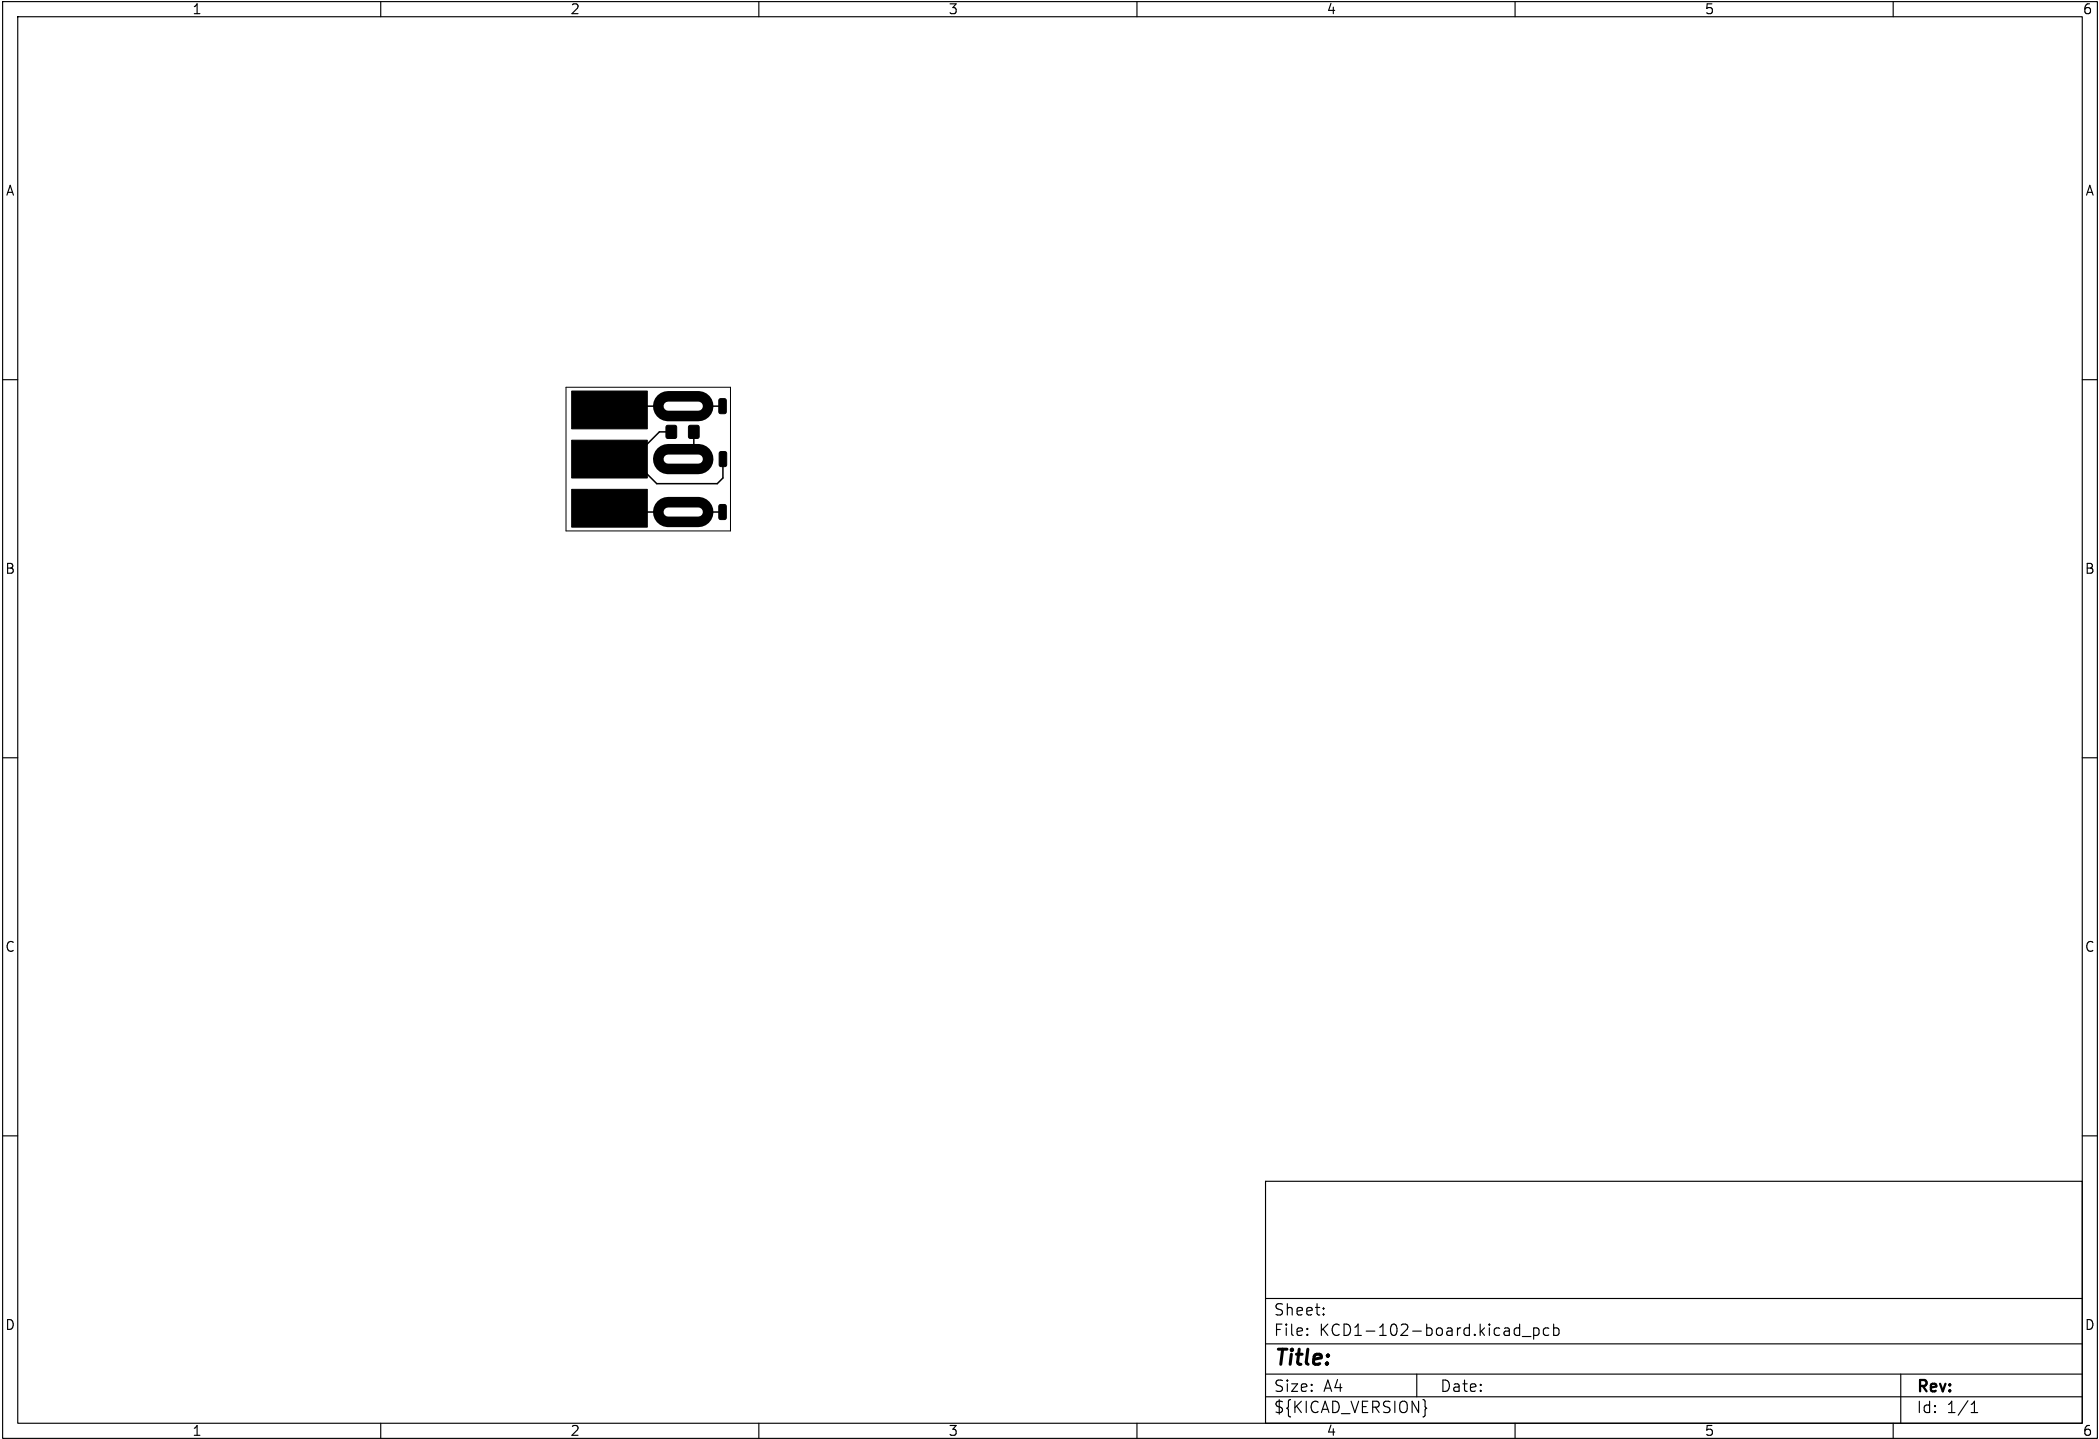 1 2 3 4 5 6
A A
B B
C C
Sheet:
File: KCD1-102-board.kicad_pcb
D D
Title:
Size: A4 Date: Rev:
${KICAD_VERSION} Id: 1/1
1 2 3 4 5 6